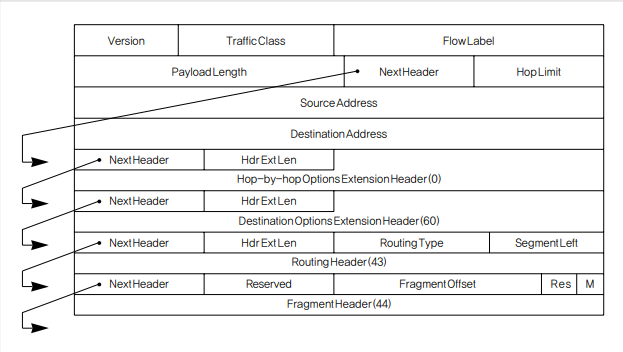 Version Traffic Class Flow Label
Payload Length Next Header Hop Limit
Source Address
Destination Address
Next Header Hdr Ext Len
Hop-by-hop Options Extension Header (0)
Next Header Hdr Ext Len
Destination Options Extension Header (60)
Next Header Hdr Ext Len Routing Type Segment Left
Routing Header (43)
Next Header Reserved Fragment Offset Res M
Fragment Header (44)